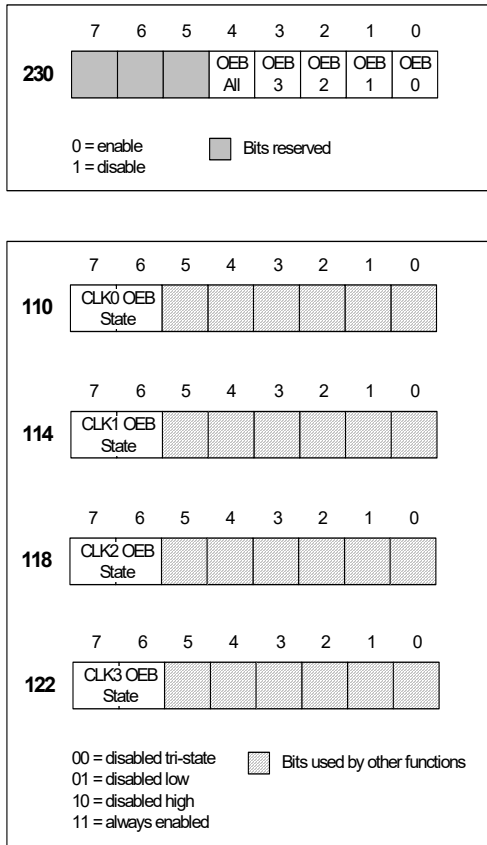 7 6 5 4 3 2 1 0
230 OEB All OEB 3 OEB 2 OEB 1 OEB 0
0 = enable
1 = disable
Bits reserved
7 6 5 4 3 2 1 0
110 CLK0 OEB State
7 6 5 4 3 2 1 0
114 CLK1 OEB State
7 6 5 4 3 2 1 0
118 CLK2 OEB State
7 6 5 4 3 2 1 0
122 CLK3 OEB State
00 = disabled tri-state
01 = disabled low
10 = disabled high
11 = always enabled
Bits used by other functions